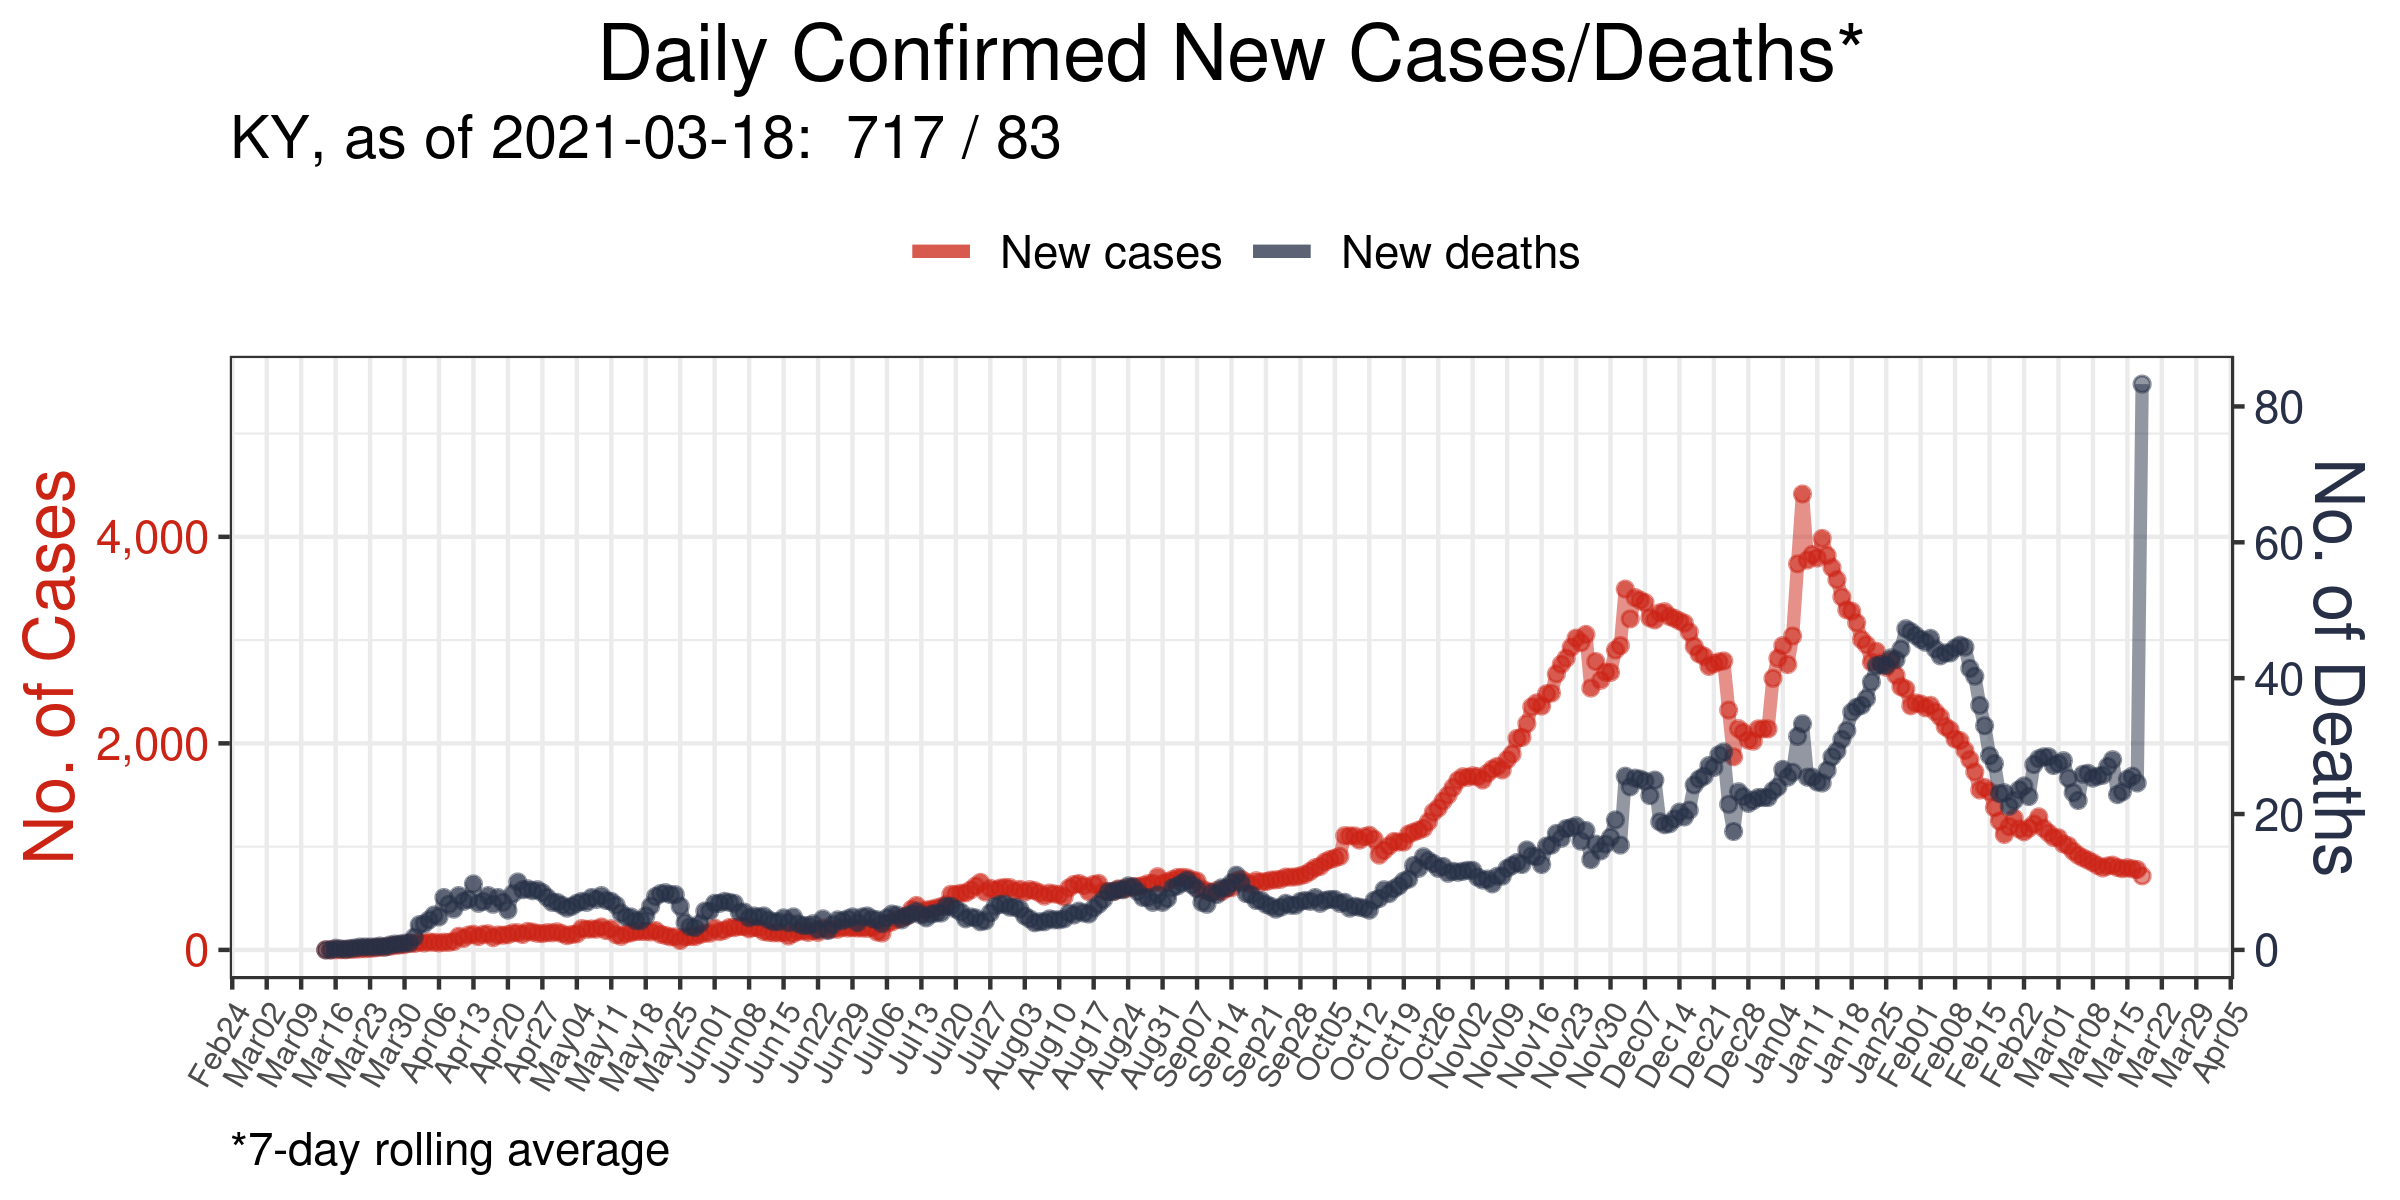 Daily Confirmed New Cases/Deaths*
KY, as of 2021-03-18:  717 / 83
New cases
New deaths
No. of Cases
4,000
2,000
0
80
60
40
20
0
No. of Deaths
Feb24
Mar02
Mar09
Mar16
Mar23
Mar30
Apr06
Apr13
Apr20
Apr27
May04
May11
May18
May25
Jun01
Jun08
Jun15
Jun22
Jun29
Jul06
Jul13
Jul20
Jul27
Aug03
Aug10
Aug17
Aug24
Aug31
Sep07
Sep14
Sep21
Sep28
Oct05
Oct12
Oct19
Oct26
Nov02
Nov09
Nov16
Nov23
Nov30
Dec07
Dec14
Dec21
Dec28
Jan04
Jan11
Jan18
Jan25
Feb01
Feb08
Feb15
Feb22
Mar01
Mar08
Mar15
Mar22
Mar29
Apr05
*7-day rolling average